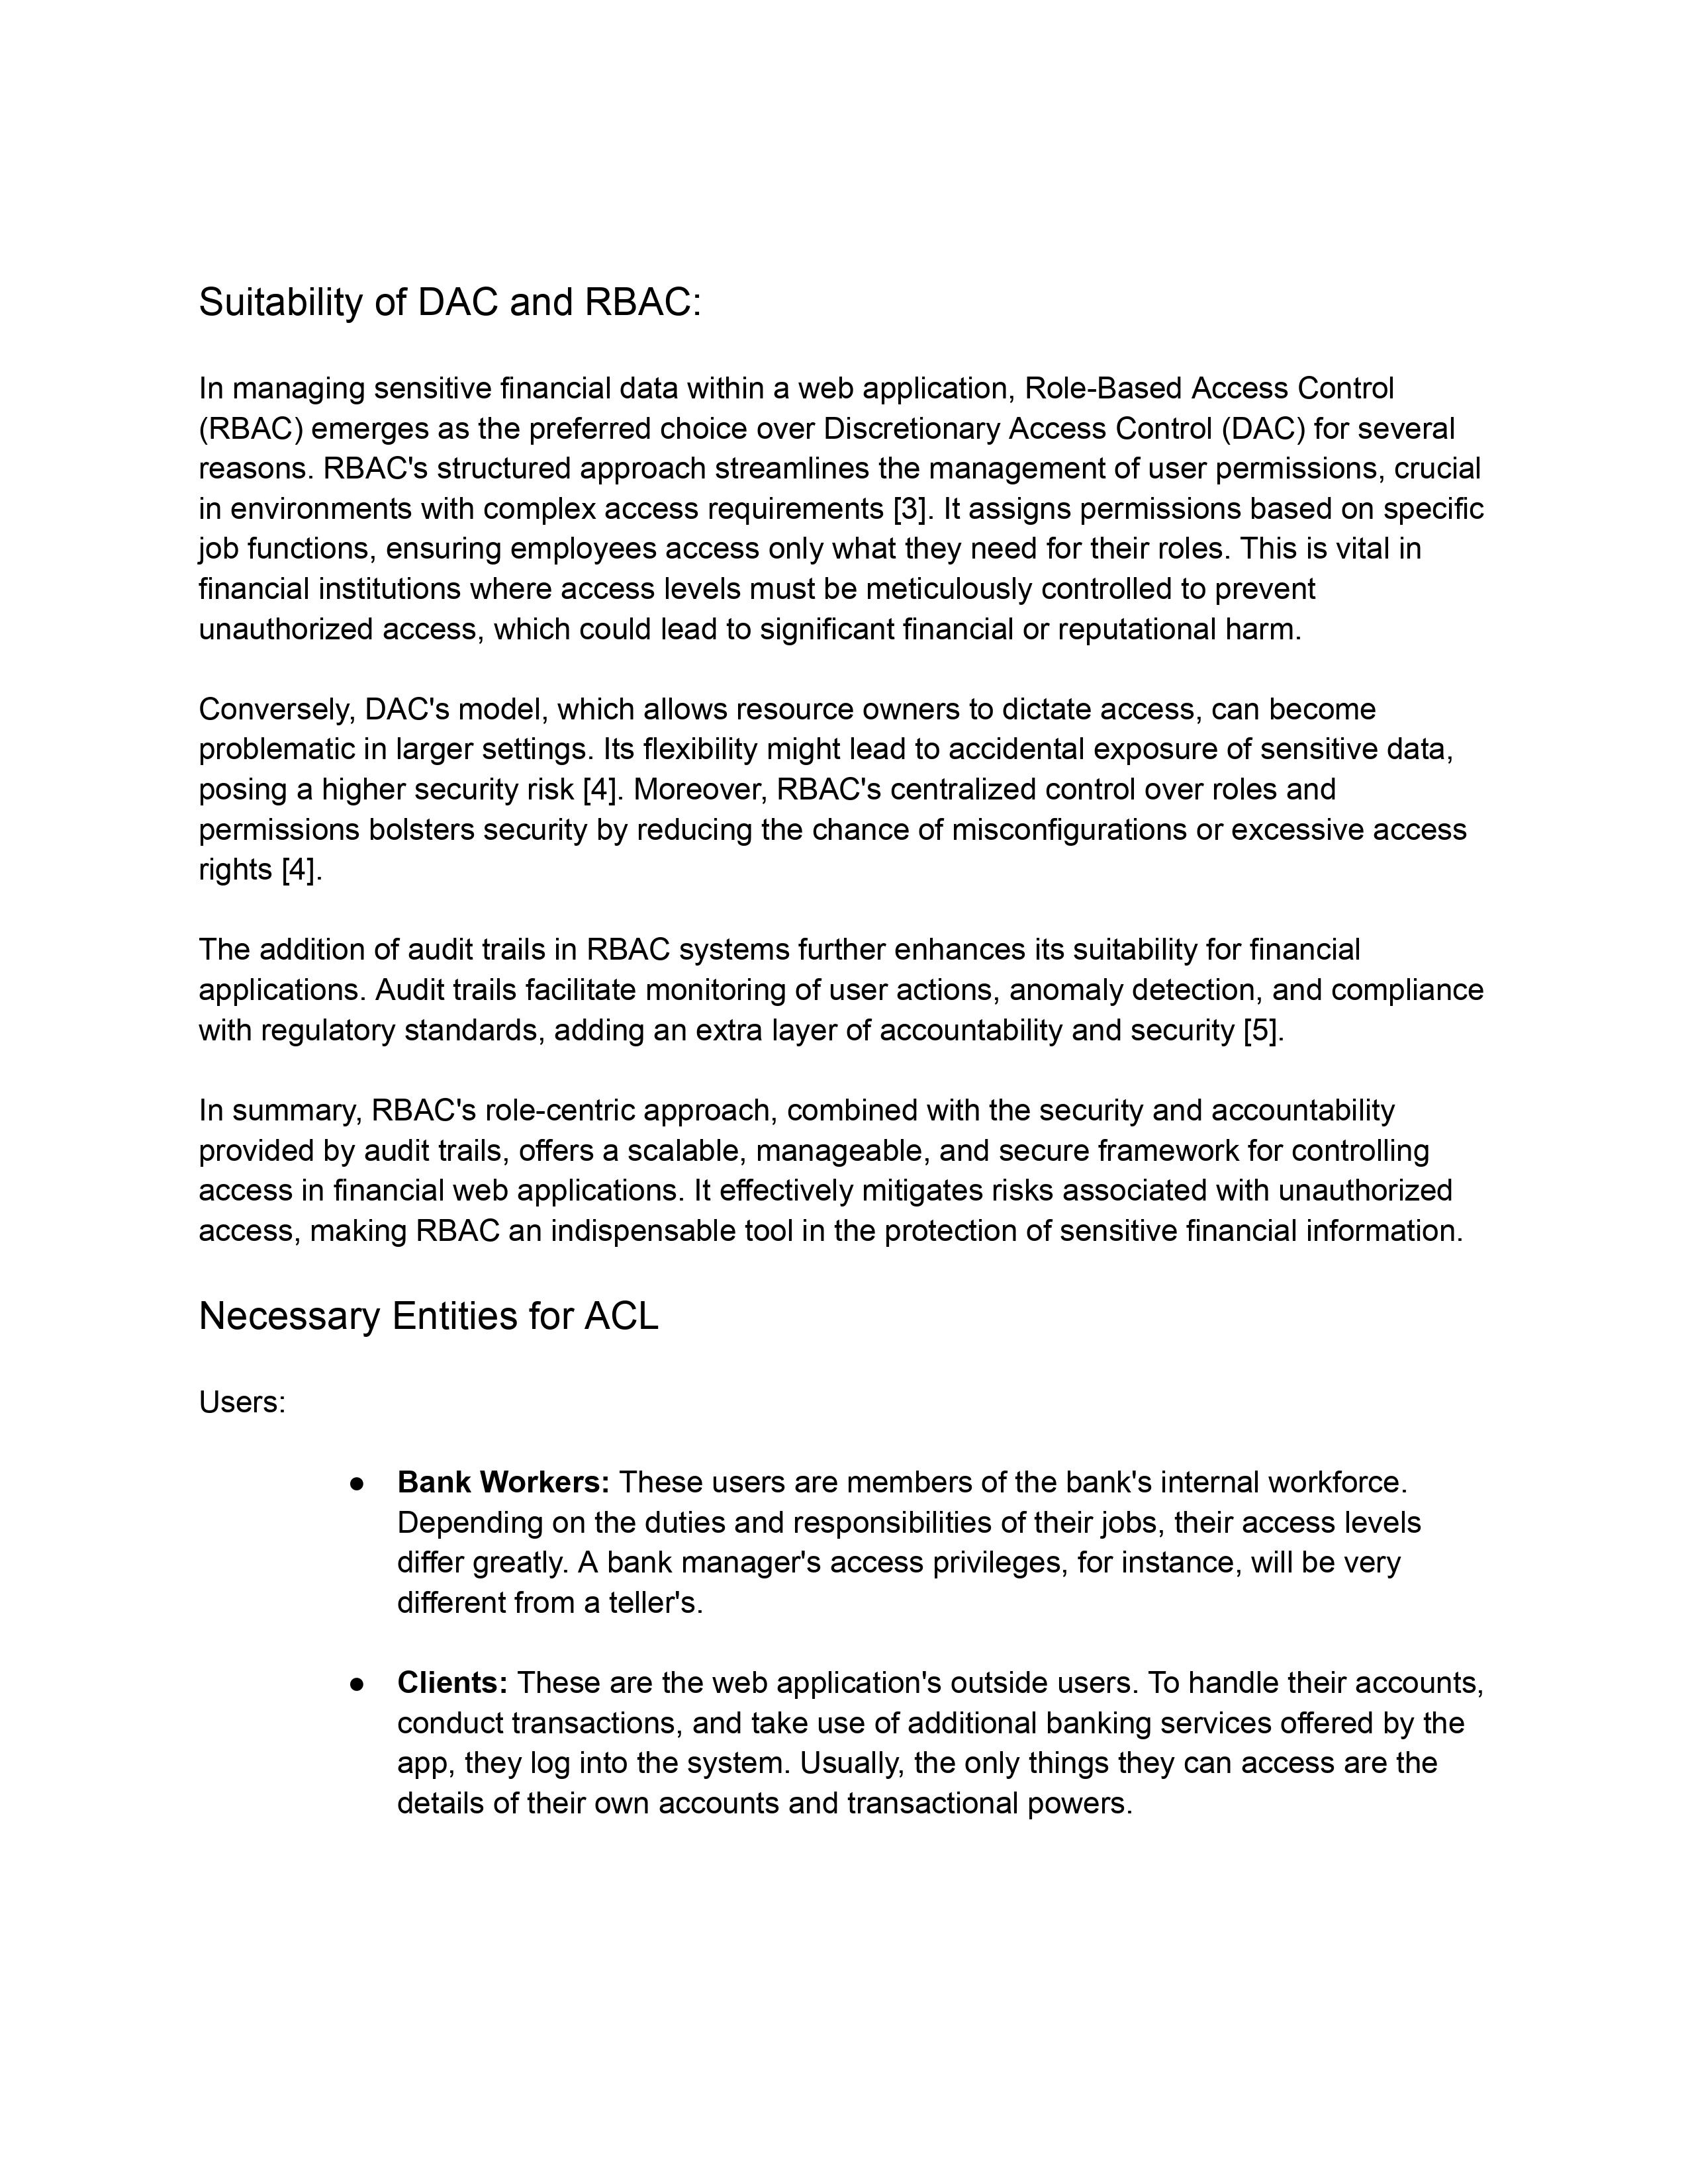 Suitability of DAC and RBAC:
In managing sensitive financial data within a web application, Role-Based Access Control
(RBAC) emerges as the preferred choice over Discretionary Access Control (DAC) for several
reasons. RBAC's structured approach streamlines the management of user permissions, crucial
in environments with complex access requirements [3]. It assigns permissions based on specific
job functions, ensuring employees access only what they need for their roles. This is vital in
financial institutions where access levels must be meticulously controlled to prevent
unauthorized access, which could lead to significant financial or reputational harm.
Conversely, DAC's model, which allows resource owners to dictate access, can become
problematic in larger settings. Its flexibility might lead to accidental exposure of sensitive data,
posing a higher security risk [4]. Moreover, RBAC's centralized control over roles and
permissions bolsters security by reducing the chance of misconfigurations or excessive access
rights [4].
The addition of audit trails in RBAC systems further enhances its suitability for financial
applications. Audit trails facilitate monitoring of user actions, anomaly detection, and compliance
with regulatory standards, adding an extra layer of accountability and security [5].
In summary, RBAC's role-centric approach, combined with the security and accountability
provided by audit trails, offers a scalable, manageable, and secure framework for controlling
access in financial web applications. It effectively mitigates risks associated with unauthorized
access, making RBAC an indispensable tool in the protection of sensitive financial information.
Necessary Entities for ACL
Users:
● Bank Workers: These users are members of the bank's internal workforce.
Depending on the duties and responsibilities of their jobs, their access levels
differ greatly. A bank manager's access privileges, for instance, will be very
different from a teller's.
● Clients: These are the web application's outside users. To handle their accounts,
conduct transactions, and take use of additional banking services offered by the
app, they log into the system. Usually, the only things they can access are the
details of their own accounts and transactional powers.